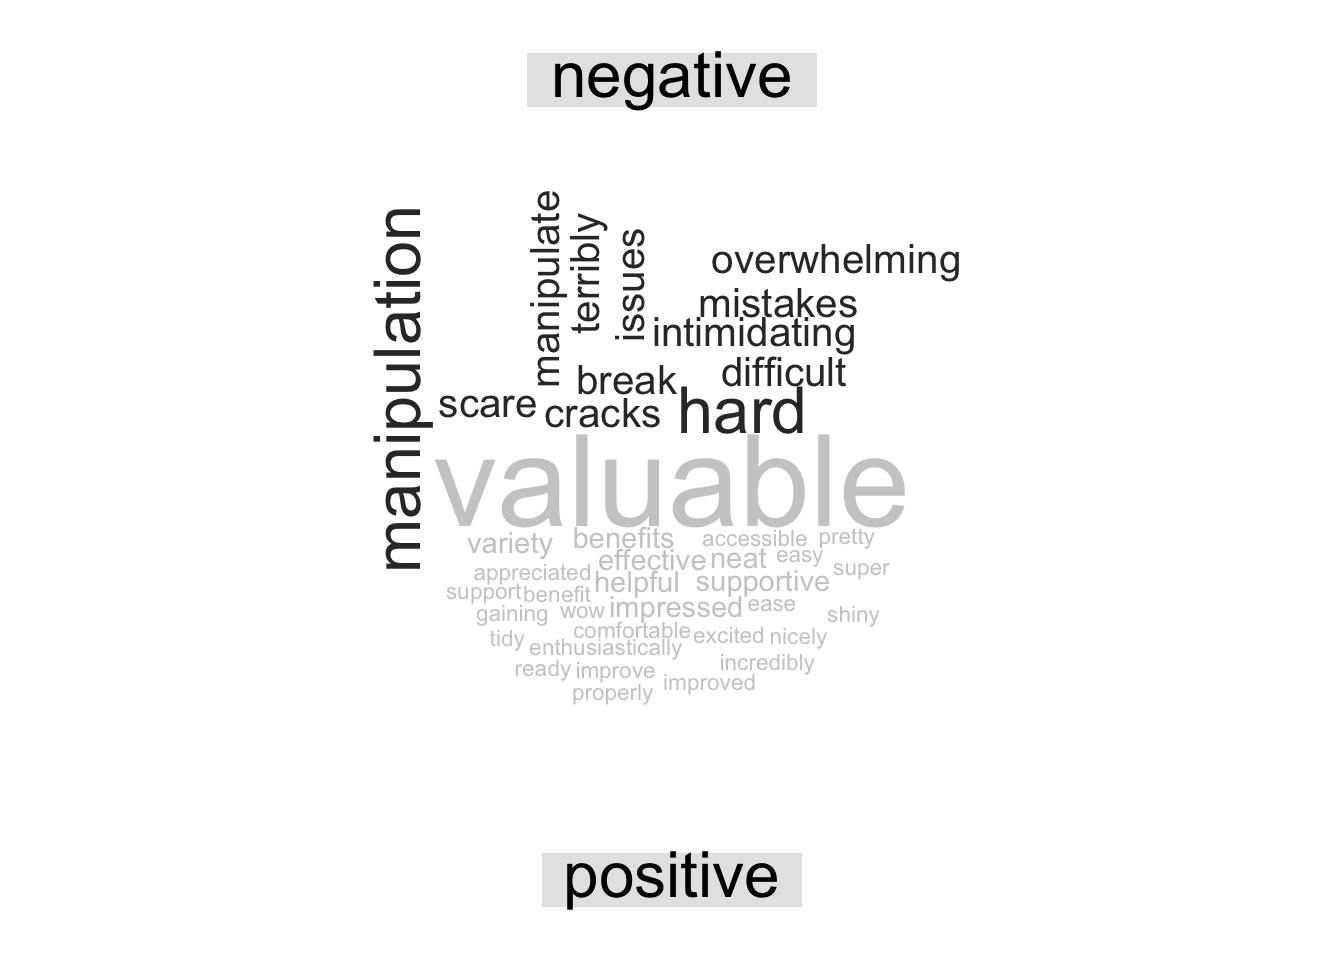 negative
manipulation
manipulate
terribly
issues
overwhelming
mistakes
intimidating
difficult
break
scare
cracks
hard
valuable
variety
benefits
accessible
pretty
effective
neat
easy
super
appreciated
helpful
supportive
support
benefit
gaining
wow
impressed
ease
shiny
comfortable
excited
nicely
tidy
enthusiastically
ready
improve
incredibly
properly
improved
positive